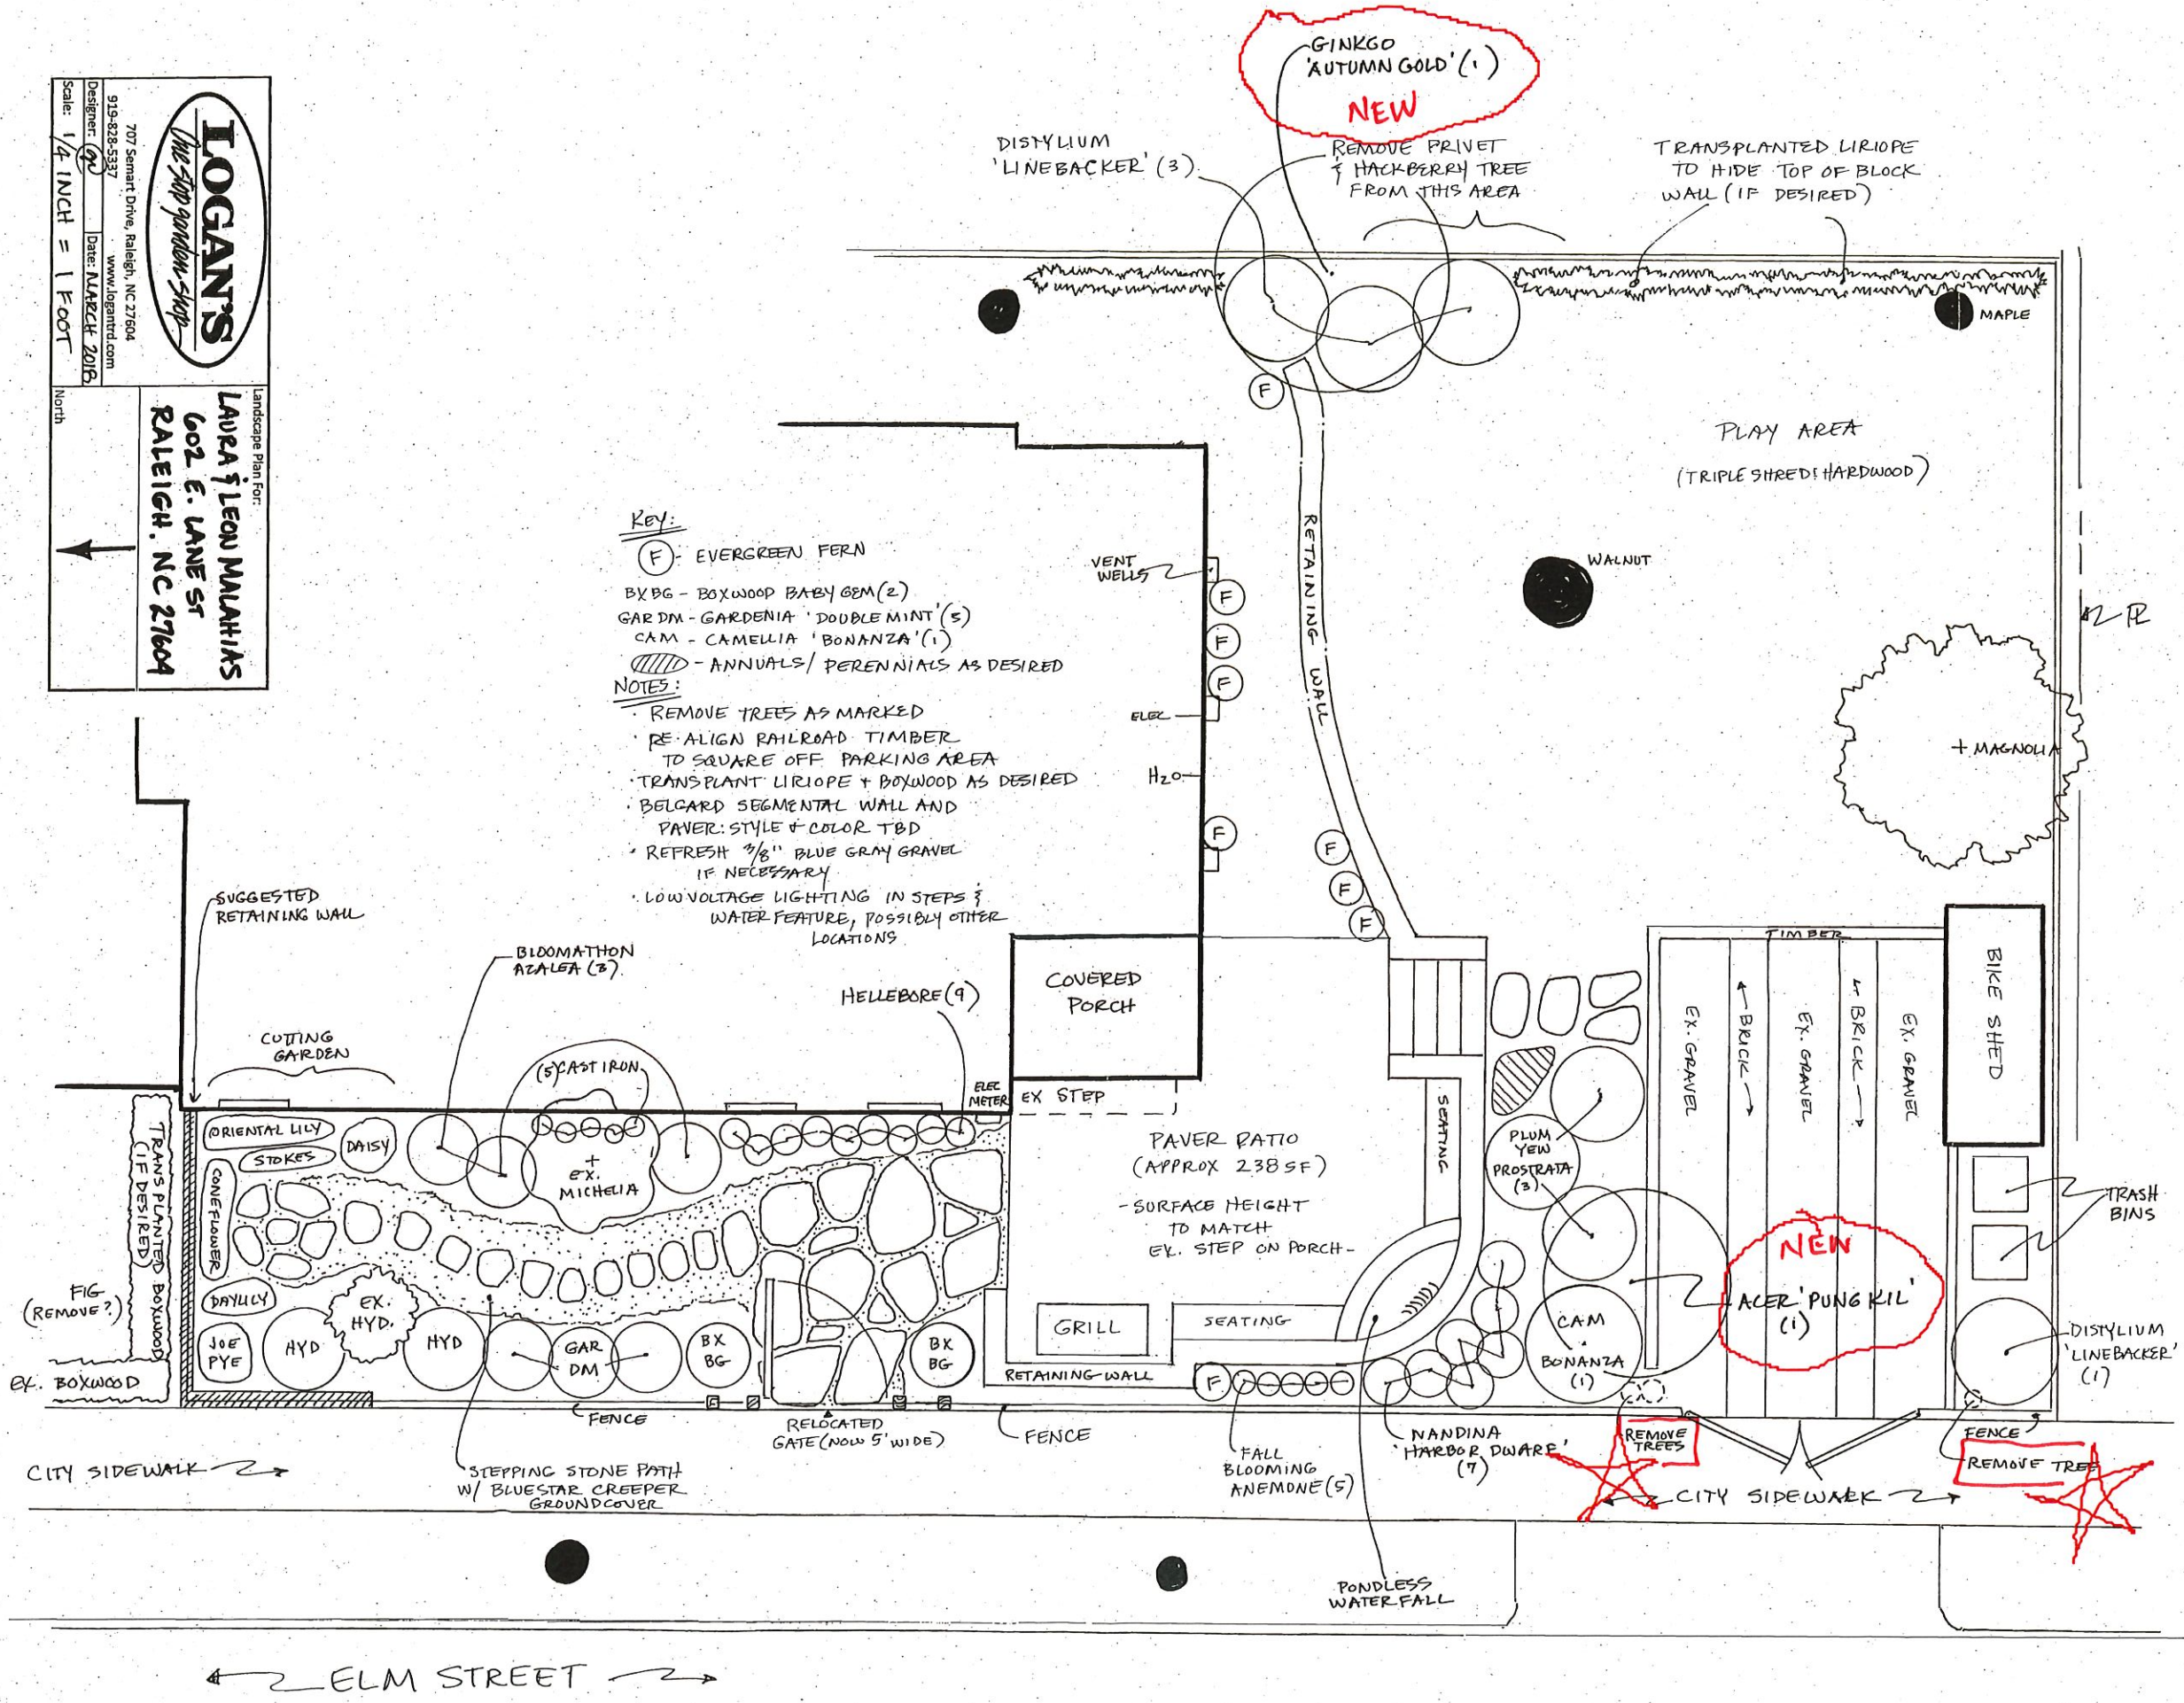 LOGAN'S
One stop garden shop
707 Semart Drive, Raleigh, NC 27604
919-828-5337 www.logantrd.com
Designer: Date: MARCH 2018
Scale: 1/4 INCH = 1 FOOT
Landscape Plan For:
LAURA & LEON MALAHIAS
602 E. LANE ST
RALEIGH. NC 27604
North
GINKGO
'AUTUMN GOLD' (1)
NEW
DISTYLIUM
'LINEBACKER' (3)
REMOVE PRIVET
& HACKBERRY TREE
FROM THIS AREA
TRANSPLANTED LIRIOPE
TO HIDE TOP OF BLOCK
WALL (IF DESIRED)
MAPLE
F
PLAY AREA
(TRIPLE SHRED: HARDWOOD)
RETAINING WALL
WALNUT
PL
+ MAGNOLIA
KEY:
F - EVERGREEN FERN
BXBG - BOXWOOD BABY GEM (2)
GAR DM - GARDENIA 'DOUBLE MINT' (3)
CAM - CAMELLIA 'BONANZA' (1)
- ANNUALS/ PERENNIALS AS DESIRED
NOTES:
· REMOVE TREES AS MARKED
· RE-ALIGN RAILROAD TIMBER
TO SQUARE OFF PARKING AREA
· TRANSPLANT LIRIOPE + BOXWOOD AS DESIRED
· BELGARD SEGMENTAL WALL AND
PAVER: STYLE & COLOR TBD
· REFRESH 3/8" BLUE GRAY GRAVEL
IF NECESSARY
· LOW VOLTAGE LIGHTING IN STEPS &
WATER FEATURE, POSSIBLY OTHER
LOCATIONS
VENT
WELLS
F
F
F
ELEC
H2O
F
F
F
F
SUGGESTED
RETAINING WALL
BLOOMATHON
AZALEA (3)
HELLEBORE (9)
COVERED
PORCH
TIMBER
BIKE SHED
EX. GRAVEL
BRICK
EX. GRAVEL
BRICK
EX. GRAVEL
CUTTING
GARDEN
(5) CAST IRON
ELEC
METER
EX STEP
SEATING
TRANSPLANTED BOXWOOD
(IF DESIRED)
ORIENTAL LILY
STOKES
DAISY
CONEFLOWER
+
EX.
MICHELIA
PAVER PATIO
(APPROX 238 SF)
- SURFACE HEIGHT
TO MATCH
EX. STEP ON PORCH -
PLUM
YEW
PROSTRATA
(3)
TRASH
BINS
NEW
ACER 'PUNG KIL'
(1)
FIG
(REMOVE?)
DAYLILY
JOE
PYE
HYD
EX.
HYD.
HYD
GAR
DM
BX
BG
BX
BG
GRILL
SEATING
CAM
BONANZA
(1)
DISTYLIUM
'LINEBACKER'
(1)
EX. BOXWOOD
RETAINING WALL
F
FENCE
RELOCATED
GATE (NOW 5' WIDE)
FENCE
NANDINA
'HARBOR DWARF'
(7)
REMOVE
TREES
FENCE
REMOVE TREE
CITY SIDEWALK
STEPPING STONE PATH
W/ BLUESTAR CREEPER
GROUNDCOVER
FALL
BLOOMING
ANEMONE (5)
CITY SIDEWALK
PONDLESS
WATERFALL
ELM STREET